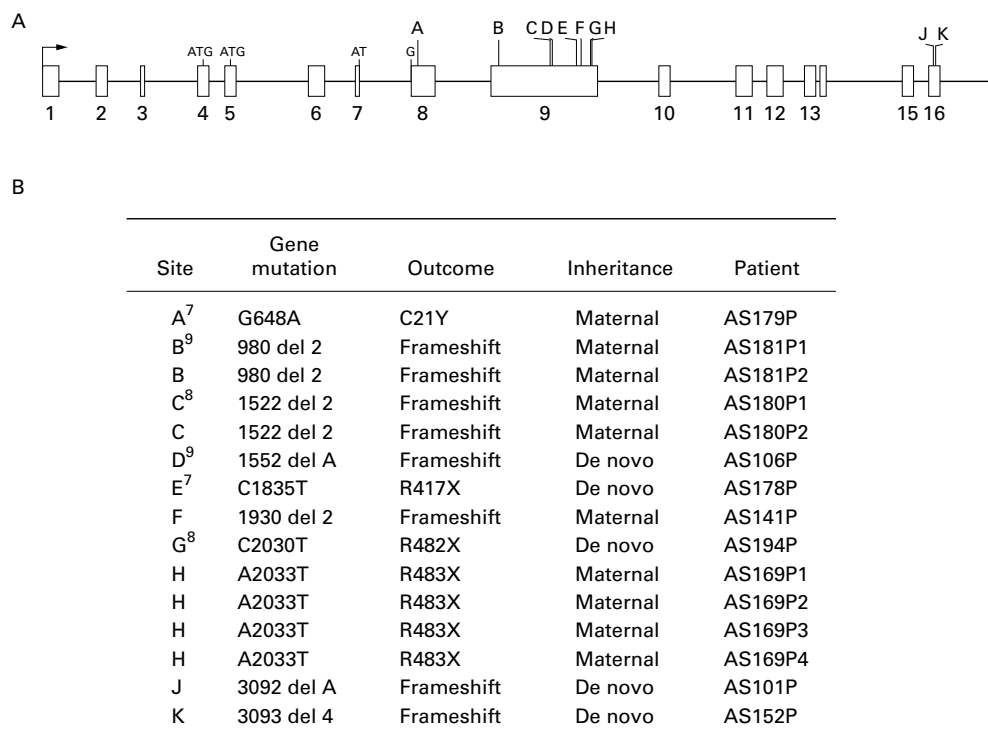 A
A B C D E F G H J K
ATG ATG AT G
1 2 3 4 5 6 7 8 9 10 11 12 13 15 16
B
Site Gene mutation Outcome Inheritance Patient
A7 G648A C21Y Maternal AS179P
B9 980 del 2 Frameshift Maternal AS181P1
B 980 del 2 Frameshift Maternal AS181P2
C8 1522 del 2 Frameshift Maternal AS180P1
C 1522 del 2 Frameshift Maternal AS180P2
D9 1552 del A Frameshift De novo AS106P
E7 C1835T R417X De novo AS178P
F 1930 del 2 Frameshift Maternal AS141P
G8 C2030T R482X De novo AS194P
H A2033T R483X Maternal AS169P1
H A2033T R483X Maternal AS169P2
H A2033T R483X Maternal AS169P3
H A2033T R483X Maternal AS169P4
J 3092 del A Frameshift De novo AS101P
K 3093 del 4 Frameshift De novo AS152P